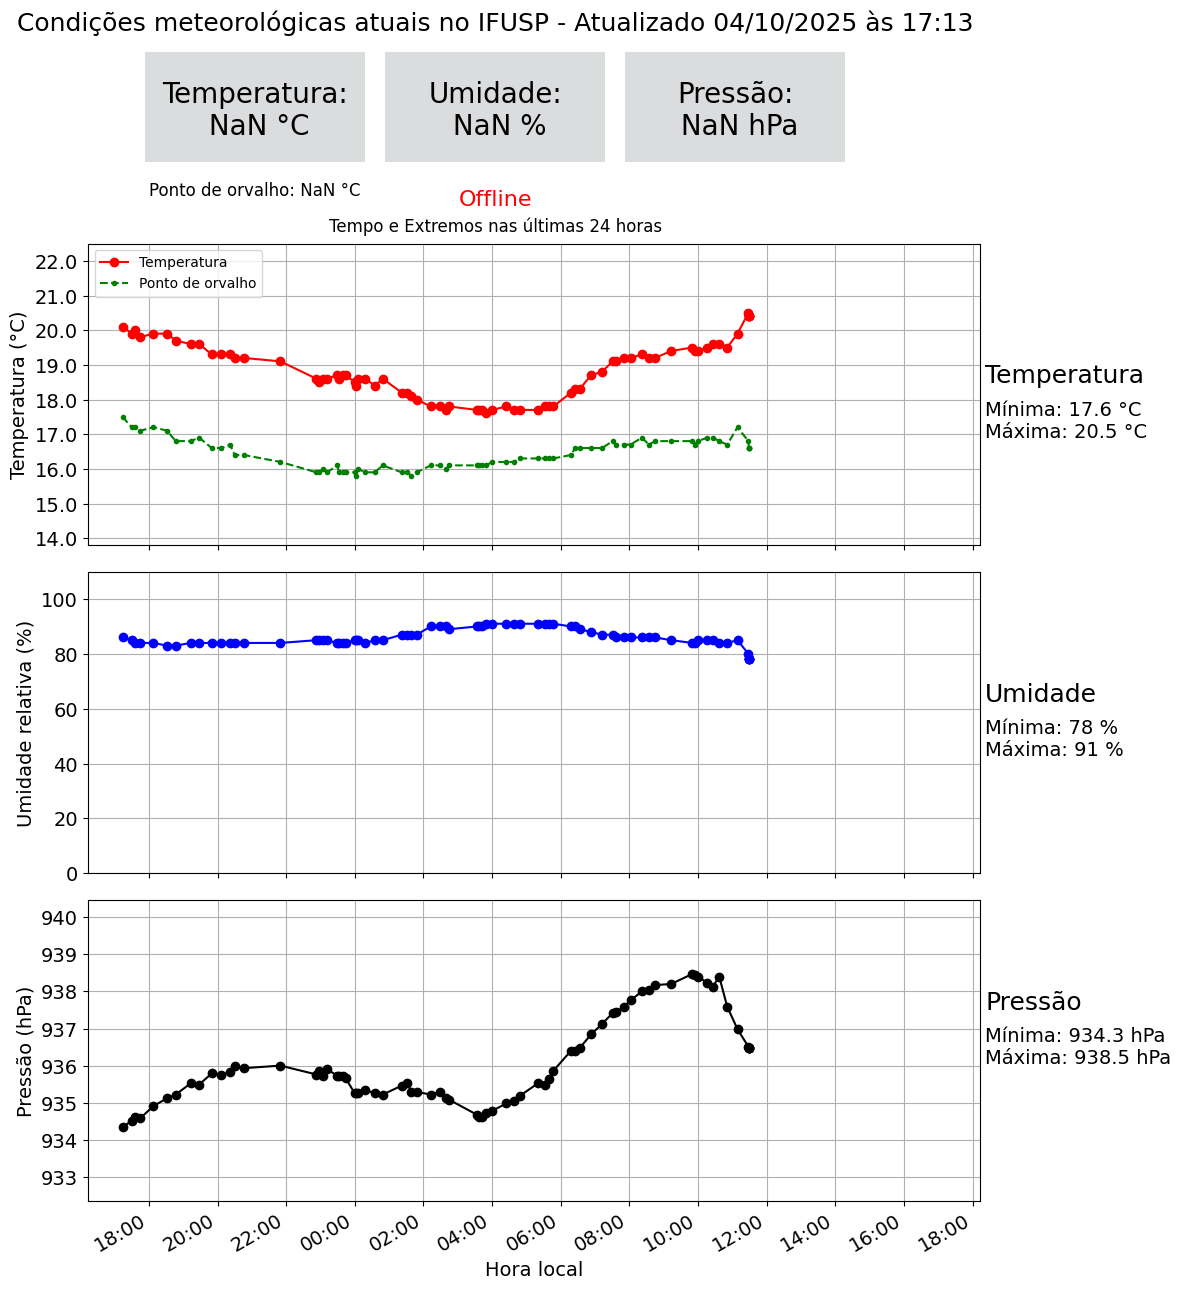 Condições meteorológicas atuais no IFUSP - Atualizado 04/10/2025 às 17:13
Temperatura:
NaN °C
Umidade:
NaN %
Pressão:
NaN hPa
Ponto de orvalho: NaN °C
Offline
Tempo e Extremos nas últimas 24 horas
Temperatura
Ponto de orvalho
Temperatura (°C)
22.0
21.0
20.0
19.0
18.0
17.0
16.0
15.0
14.0
Temperatura
Mínima: 17.6 °C
Máxima: 20.5 °C
Umidade relativa (%)
100
80
60
40
20
0
Umidade
Mínima: 78 %
Máxima: 91 %
Pressão (hPa)
940
939
938
937
936
935
934
933
Pressão
Mínima: 934.3 hPa
Máxima: 938.5 hPa
18:00
20:00
22:00
00:00
02:00
04:00
06:00
08:00
10:00
12:00
14:00
16:00
18:00
Hora local